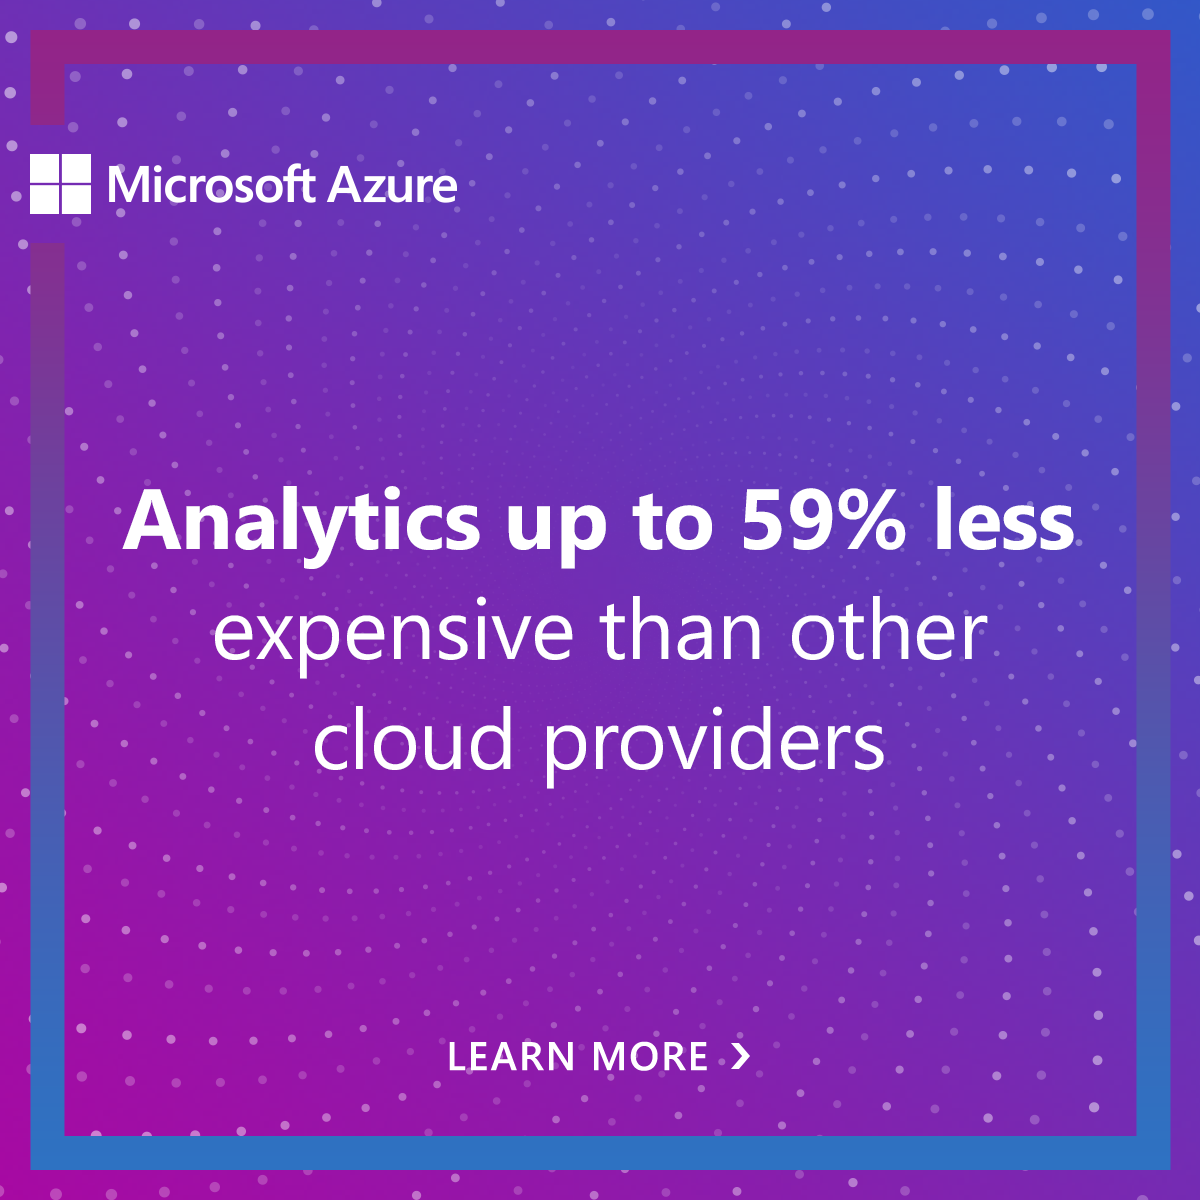 Microsoft Azure
Analytics up to 59% less
expensive than other
cloud providers
LEARN MORE